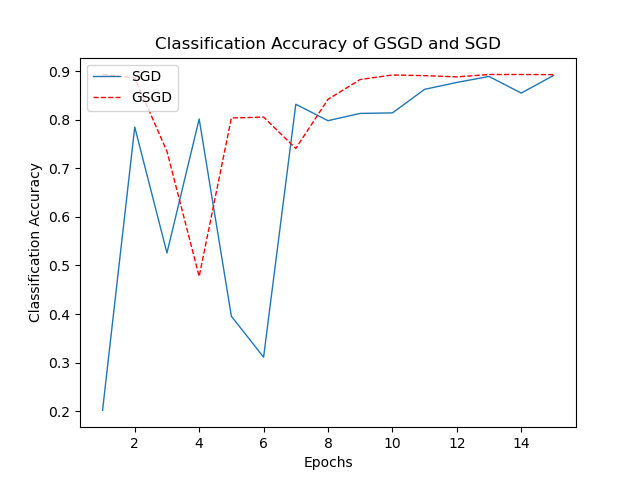 Classification Accuracy of GSGD and SGD
SGD
GSGD
Classification Accuracy
0.9
0.8
0.7
0.6
0.5
0.4
0.3
0.2
2 4 6 8 10 12 14
Epochs